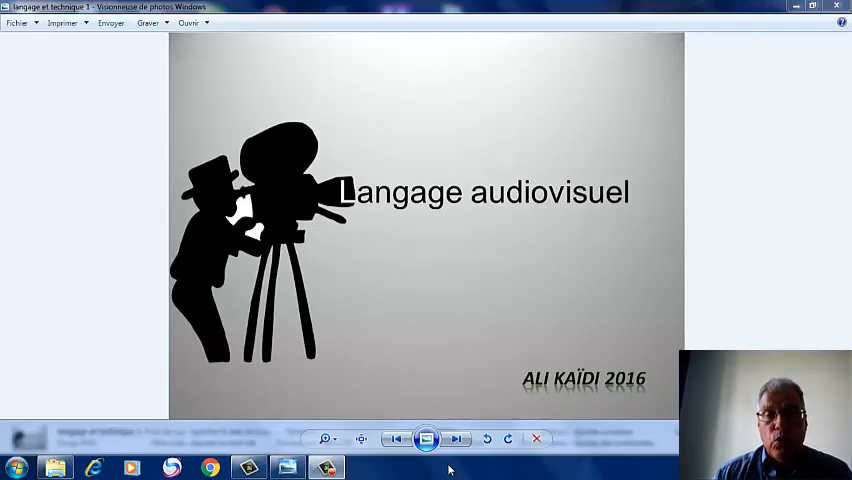 langage et technique 1 - Visionneuse de photos Windows
Fichier Imprimer Envoyer Graver Ouvrir
Langage audiovisuel
ALI KAÏDI 2016